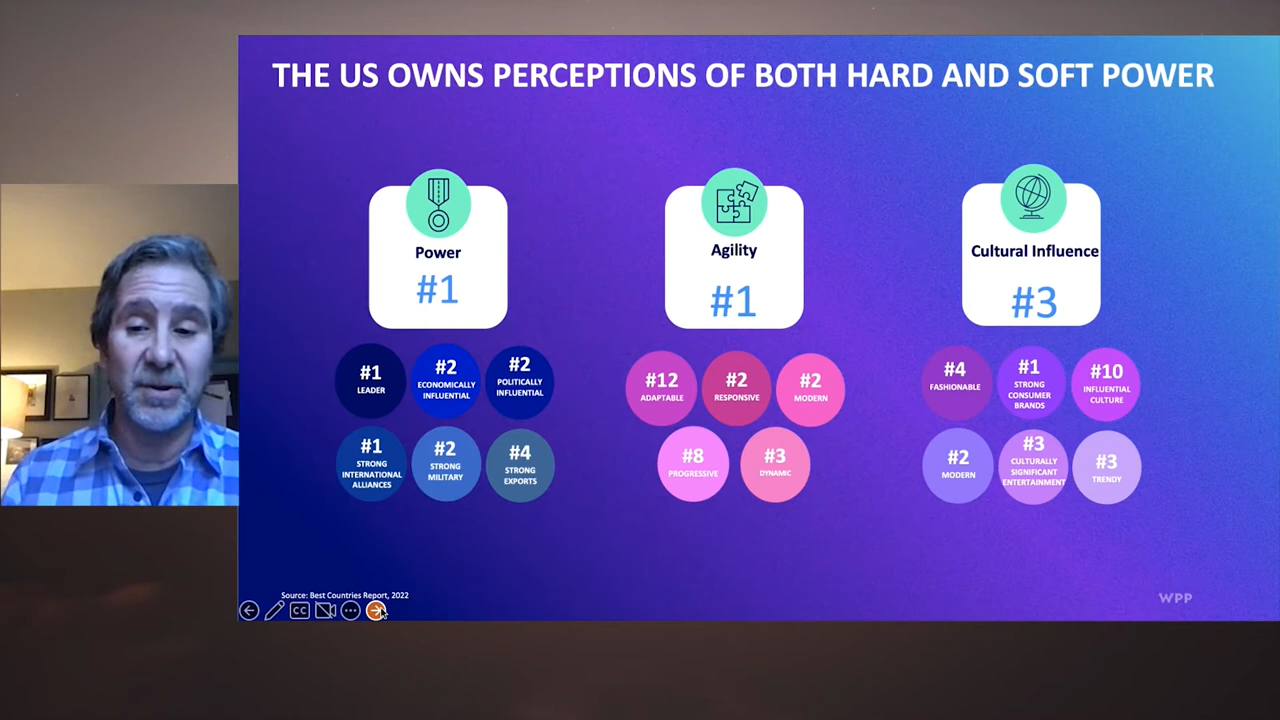 THE US OWNS PERCEPTIONS OF BOTH HARD AND SOFT POWER
Power
#1
#1
LEADER
#2
ECONOMICALLY
INFLUENTIAL
#2
POLITICALLY
INFLUENTIAL
#1
STRONG
INTERNATIONAL
ALLIANCES
#2
STRONG
MILITARY
#4
STRONG
EXPORTS
Agility
#1
#12
ADAPTABLE
#2
RESPONSIVE
#2
MODERN
#8
PROGRESSIVE
#3
DYNAMIC
Cultural Influence
#3
#4
FASHIONABLE
#1
STRONG
CONSUMER
BRANDS
#10
INFLUENTIAL
CULTURE
#2
MODERN
#3
CULTURALLY
SIGNIFICANT
ENTERTAINMENT
#3
TRENDY
Source: Best Countries Report, 2022
CC
WPP